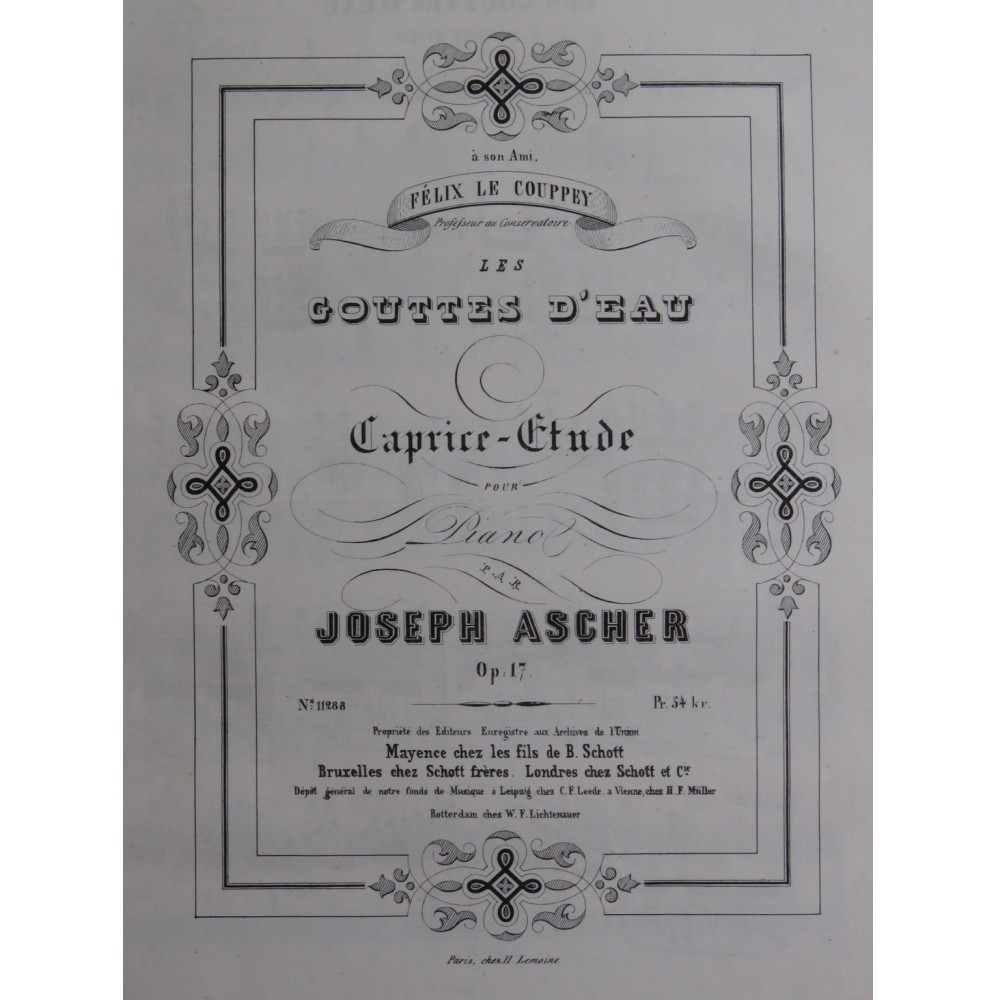 à son Ami,
FÉLIX LE COUPPEY
Professeur au Conservatoire
LES
GOUTTES D'EAU
Caprice-Etude
POUR
Piano
PAR
JOSEPH ASCHER
Op: 17.
Nº 11288
Pr. 54 kr.
Propriété des Editeurs Enregistre aux Archives de l'Union
Mayence chez les fils de B. Schott
Bruxelles chez Schott frères. Londres chez Schott et Cie.
Dépôt général de notre fonds de Musique a Leipzig chez C. F. Leede. a Vienne, chez H. F. Müller
Rotterdam chez W. F. Lichtenauer
Paris, chez H. Lemoine